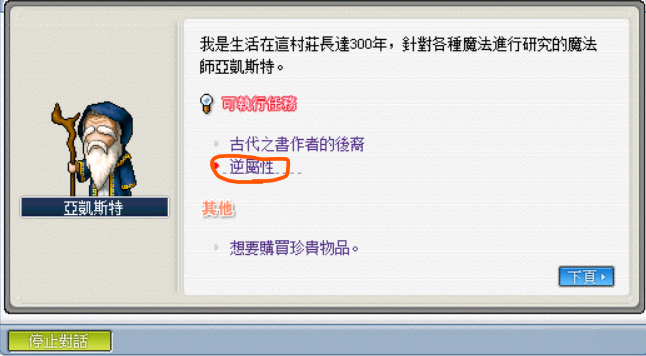 我是生活在這村莊長達300年，針對各種魔法進行研究的魔法
師亞凱斯特。
可執行任務
古代之書作者的後裔
逆屬性
亞凱斯特
其他
想要購買珍貴物品。
下頁
停止對話